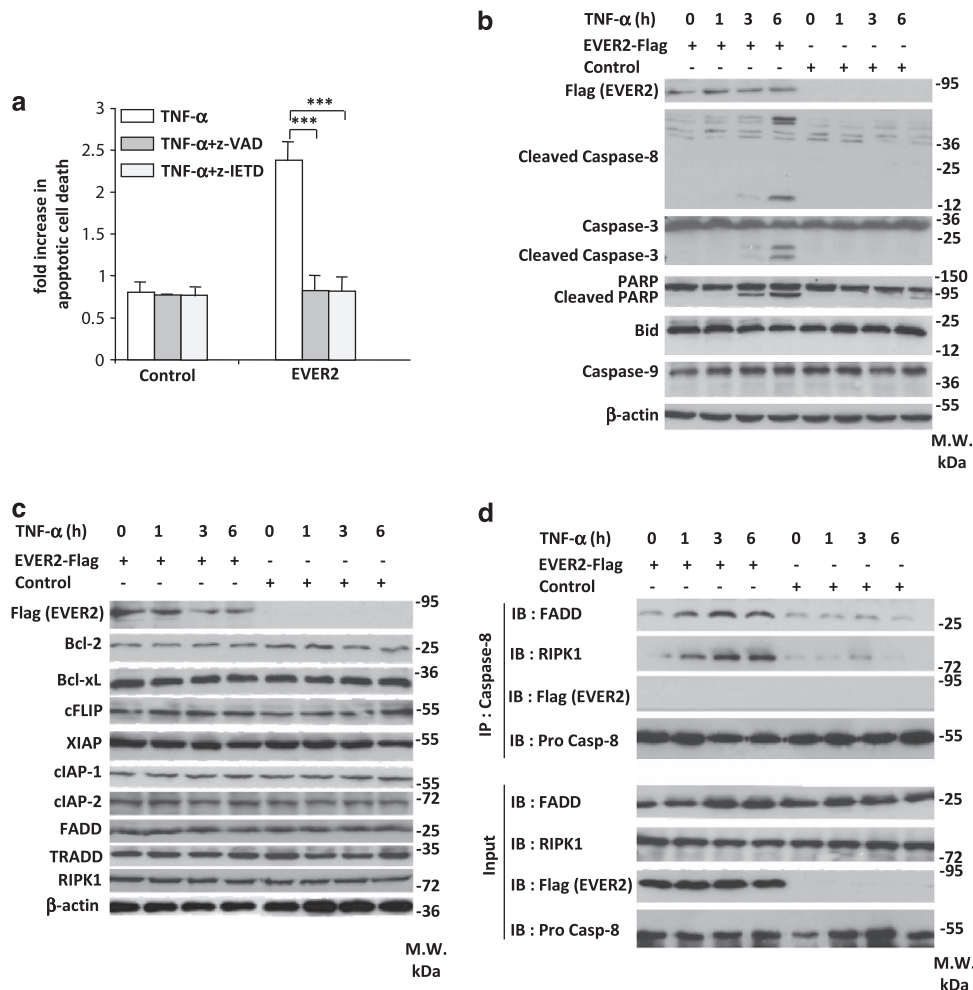 a
fold increase in
apoptotic cell death
3
2.5
2
1.5
1
0.5
0
TNF-α
TNF-α+z-VAD
TNF-α+z-IETD
***
***
Control EVER2
b
TNF-α (h) 0 1 3 6 0 1 3 6
EVER2-Flag + + + + - - - -
Control - - - - + + + +
Flag (EVER2) -95
Cleaved Caspase-8
-36
-25
-12
Caspase-3 -36
-25
Cleaved Caspase-3
PARP -150
Cleaved PARP -95
Bid -25
-12
Caspase-9
-36
β-actin -55
M.W.
kDa
c
TNF-α (h) 0 1 3 6 0 1 3 6
EVER2-Flag + + + + - - - -
Control - - - - + + + +
Flag (EVER2) -95
Bcl-2 -25
Bcl-xL -36
cFLIP -55
XIAP -55
cIAP-1 -55
cIAP-2 -72
FADD -25
TRADD -35
RIPK1 -72
β-actin -36
M.W.
kDa
d
TNF-α (h) 0 1 3 6 0 1 3 6
EVER2-Flag + + + + - - - -
Control - - - - + + + +
IP : Caspase-8
IB : FADD -25
IB : RIPK1 -72
IB : Flag (EVER2) -95
IB : Pro Casp-8 -55
Input
IB : FADD -25
IB : RIPK1 -72
IB : Flag (EVER2) -95
IB : Pro Casp-8 -55
M.W.
kDa